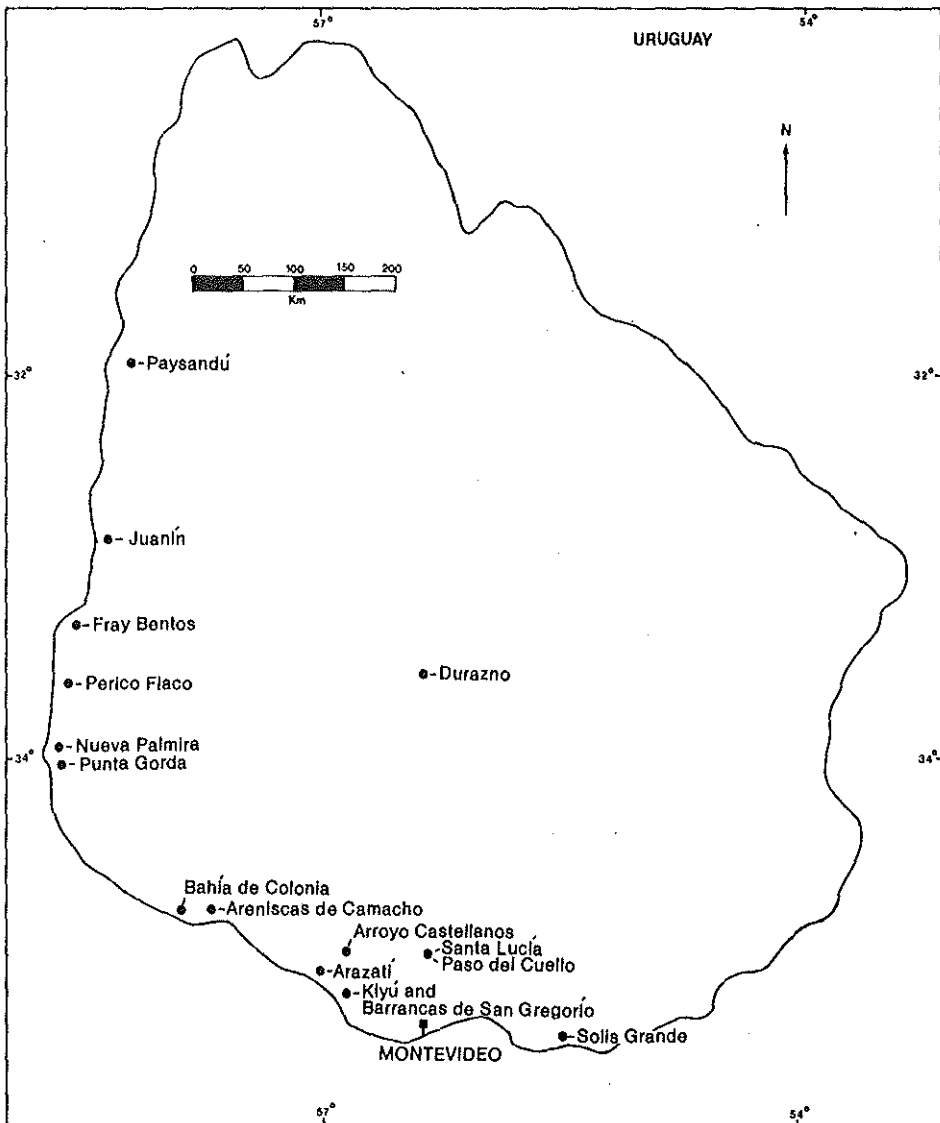 57° 54°
URUGUAY
N
0 50 100 150 200
Km
Paysandú
32° 32°
Juanín
Fray Bentos
Perico Flaco
Durazno
Nueva Palmira
34° Punta Gorda 34°
Bahía de Colonia
Areniscas de Camacho
Arroyo Castellanos
Santa Lucía
Paso del Cuello
Arazatí
Kiyú and
Barrancas de San Gregorío
Solis Grande
MONTEVIDEO
57° 54°